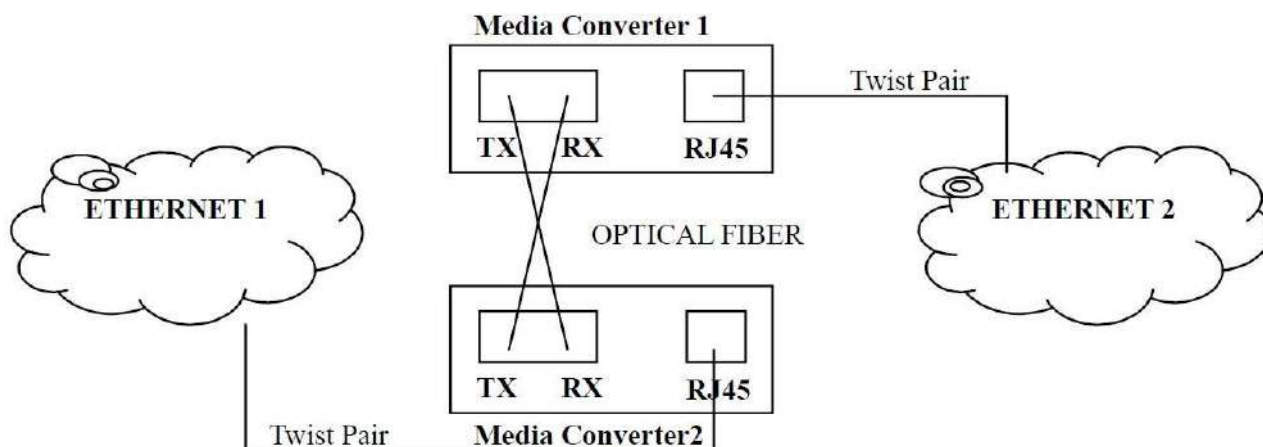 Media Converter 1
Twist Pair
TX RX RJ45
ETHERNET 1
ETHERNET 2
OPTICAL FIBER
TX RX RJ45
Twist Pair
Media Converter2